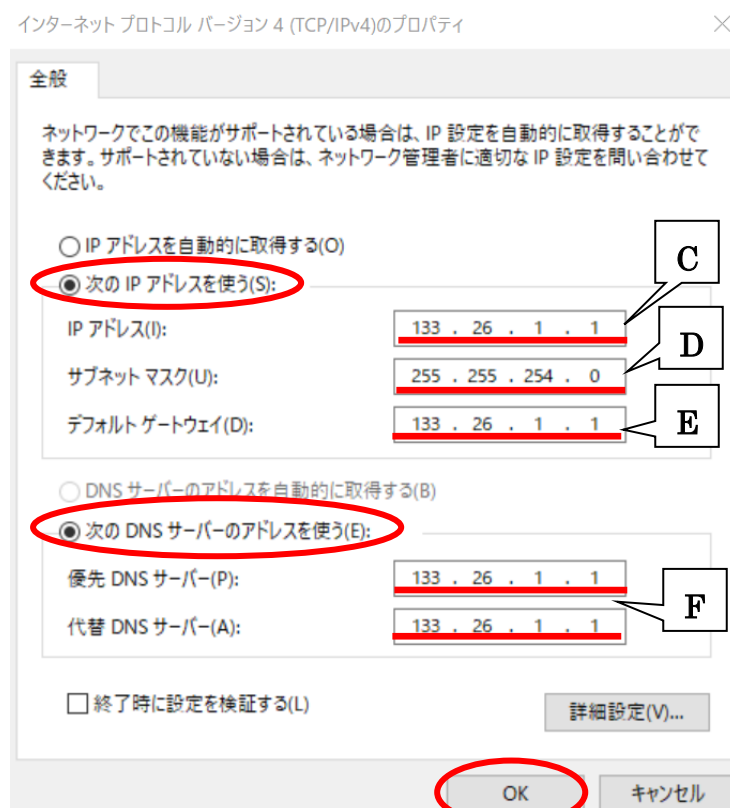 インターネット プロトコル バージョン 4 (TCP/IPv4)のプロパティ
全般
ネットワークでこの機能がサポートされている場合は、IP 設定を自動的に取得することがで
きます。サポートされていない場合は、ネットワーク管理者に適切な IP 設定を問い合わせて
ください。
IP アドレスを自動的に取得する(O)
次の IP アドレスを使う(S):
C
IP アドレス(I):
133 . 26 . 1 . 1
D
サブネット マスク(U):
255 . 255 . 254 . 0
デフォルト ゲートウェイ(D):
133 . 26 . 1 . 1
E
DNS サーバーのアドレスを自動的に取得する(B)
次の DNS サーバーのアドレスを使う(E):
優先 DNS サーバー(P):
133 . 26 . 1 . 1
F
代替 DNS サーバー(A):
133 . 26 . 1 . 1
終了時に設定を検証する(L)
詳細設定(V)...
OK
キャンセル